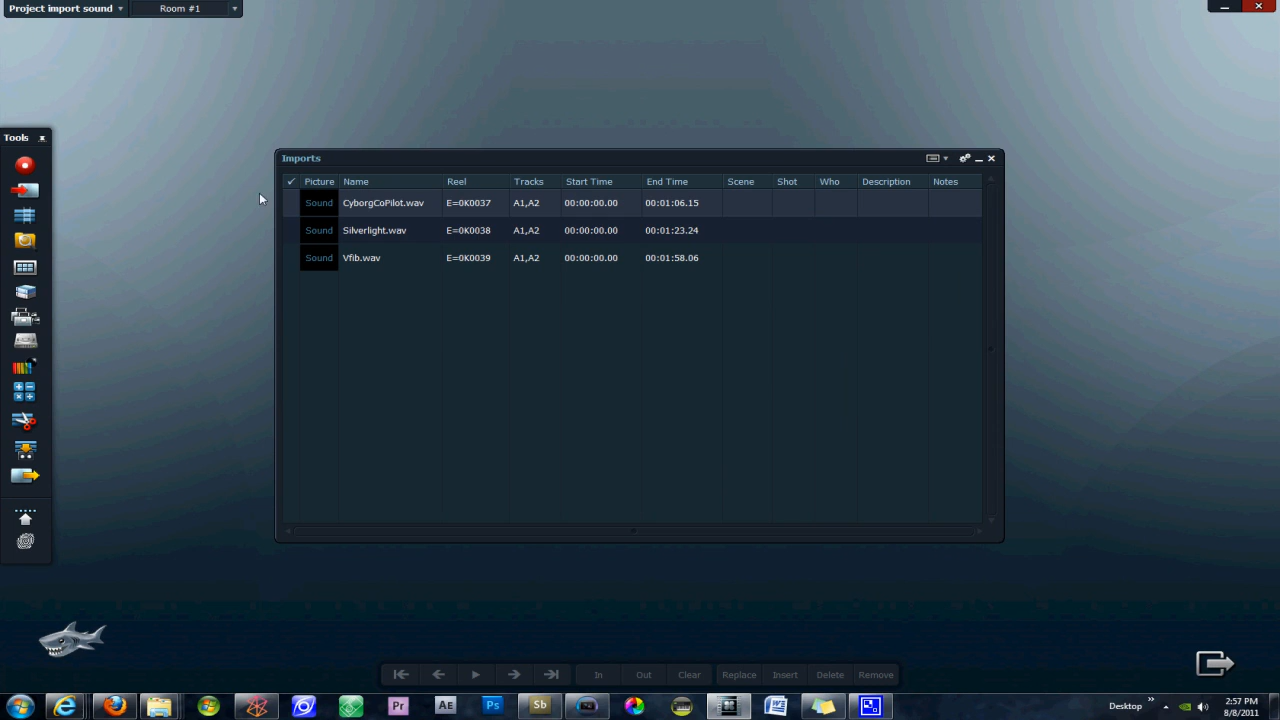 Project import sound
Room #1
Tools
Imports
Picture Name Reel Tracks Start Time End Time Scene Shot Who Description Notes
Sound CyborgCoPilot.wav E=0K0037 A1,A2 00:00:00.00 00:01:06.15
Sound Silverlight.wav E=0K0038 A1,A2 00:00:00.00 00:01:23.24
Sound Vfib.wav E=0K0039 A1,A2 00:00:00.00 00:01:58.06
In Out Clear Replace Insert Delete Remove
Pr AE Ps Sb Desktop 2:57 PM
8/8/2011